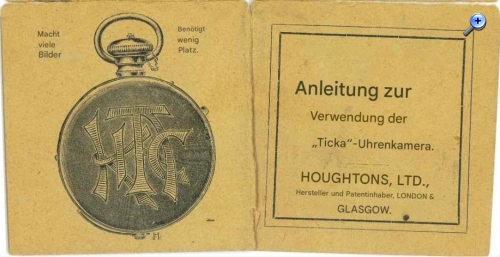 Macht
viele
Bilder
Benötigt
wenig
Platz.
Anleitung zur
Verwendung der
„Ticka“-Uhrenkamera.
HOUGHTONS, LTD.,
Hersteller und Patentinhaber, LONDON &
GLASGOW.